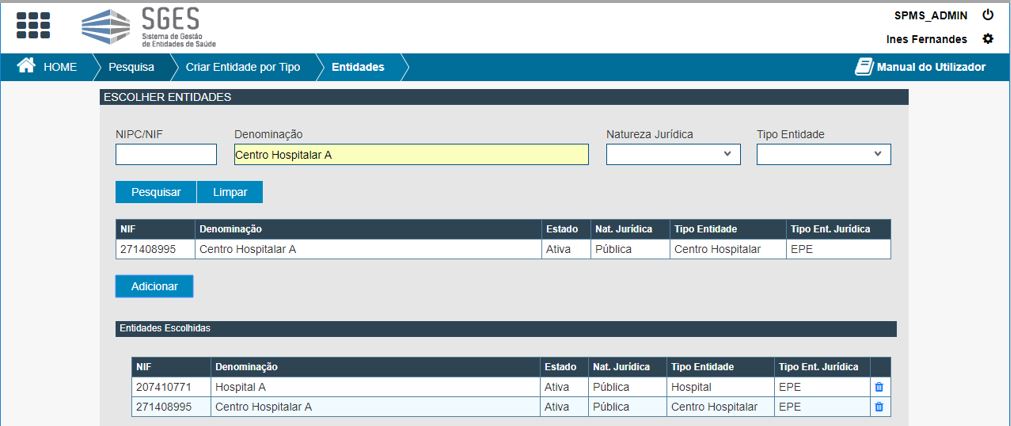 SGES
Sistema de Gestão
de Entidades de Saúde
SPMS_ADMIN
Ines Fernandes
HOME Pesquisa Criar Entidade por Tipo Entidades Manual do Utilizador
ESCOLHER ENTIDADES
NIPC/NIF Denominação Natureza Jurídica Tipo Entidade
Centro Hospitalar A
Pesquisar Limpar
NIF Denominação Estado Nat. Jurídica Tipo Entidade Tipo Ent. Jurídica
271408995 Centro Hospitalar A Ativa Pública Centro Hospitalar EPE
Adicionar
Entidades Escolhidas
NIF Denominação Estado Nat. Jurídica Tipo Entidade Tipo Ent. Jurídica
207410771 Hospital A Ativa Pública Hospital EPE
271408995 Centro Hospitalar A Ativa Pública Centro Hospitalar EPE